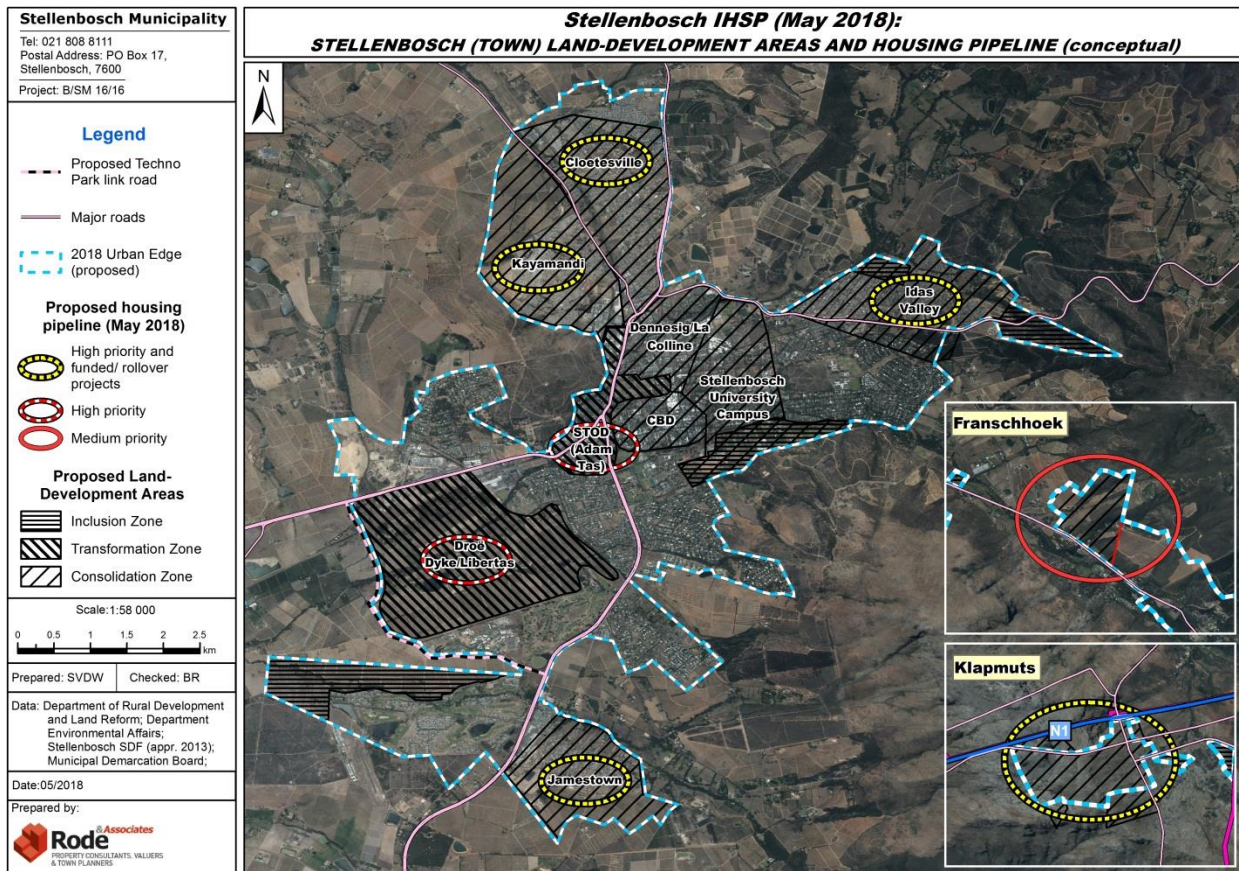 Stellenbosch Municipality
Tel: 021 808 8111
Postal Address: PO Box 17,
Stellenbosch, 7600
Project: B/SM 16/16
Legend
Proposed Techno
Park link road
Major roads
2018 Urban Edge
(proposed)
Proposed housing
pipeline (May 2018)
High priority and
funded/ rollover
projects
High priority
Medium priority
Proposed Land-
Development Areas
Inclusion Zone
Transformation Zone
Consolidation Zone
Scale:1:58 000
0 0.5 1 1.5 2 2.5
km
Prepared: SVDW
Checked: BR
Data: Department of Rural Development
and Land Reform; Department
Environmental Affairs;
Stellenbosch SDF (appr. 2013);
Municipal Demarcation Board;
Date:05/2018
Prepared by:
Rode
&Associates
PROPERTY CONSULTANTS, VALUERS
& TOWN PLANNERS
Stellenbosch IHSP (May 2018):
STELLENBOSCH (TOWN) LAND-DEVELOPMENT AREAS AND HOUSING PIPELINE (conceptual)
N
Cloetesville
Kayamandi
Idas
Valley
Dennesig/La
Colline
Stellenbosch
University
Campus
CBD
STOD
(Adam
Tas)
Droë
Dyke/Libertas
Jamestown
Franschhoek
Klapmuts
N1